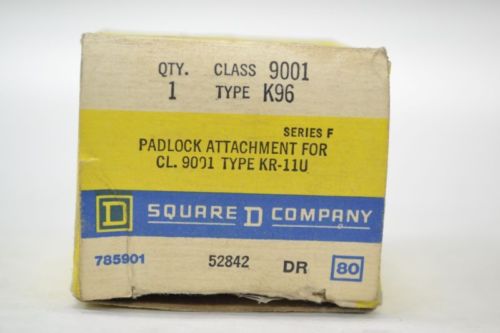 QTY. CLASS 9001
1 TYPE K96
SERIES F
PADLOCK ATTACHMENT FOR
CL. 9001 TYPE KR-11U
D SQUARE D COMPANY
785901 52842 DR 80